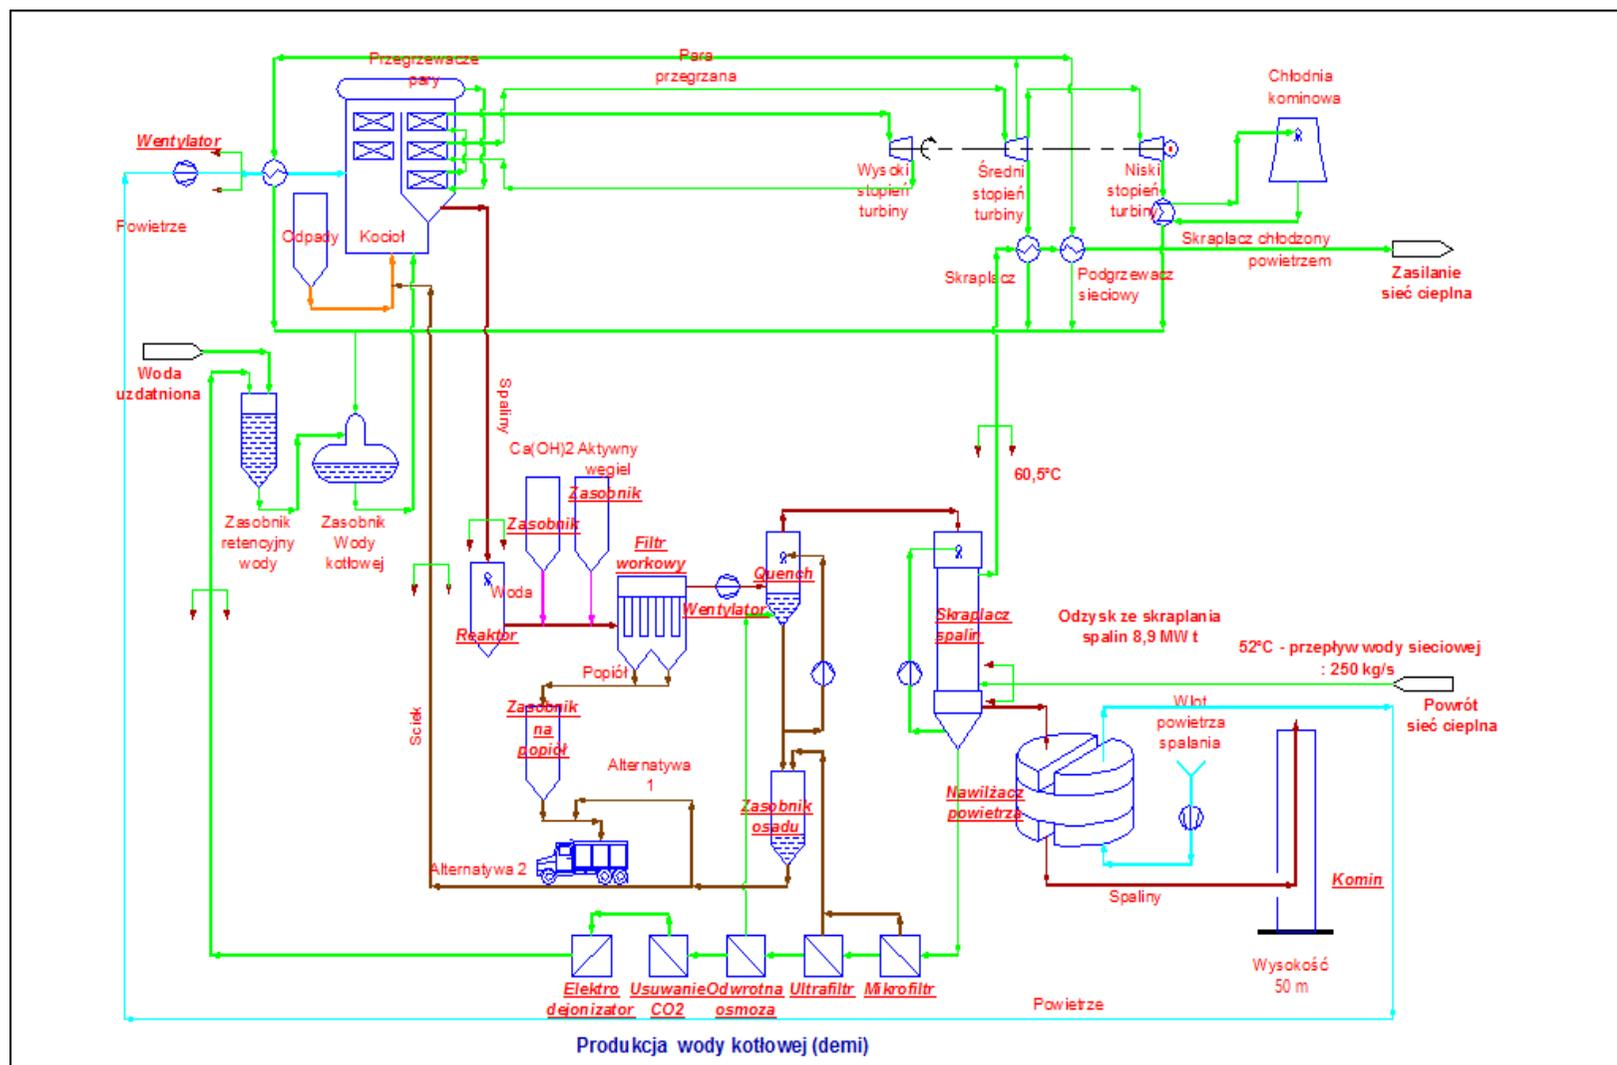 Przegrzewacze
pary
Para
przegrzana
Chłodnia
kominowa
Wentylator
Wysoki
stopień
turbiny
Średni
stopień
turbiny
Niski
stopień
turbiny
Powietrze
Odpady
Kocioł
Skraplacz chłodzony
powietrzem
Skraplacz
Podgrzewacz
sieciowy
Zasilanie
sieć cieplna
Woda
uzdatniona
Spaliny
Ca(OH)2
Aktywny
węgiel
Zasobnik
Zasobnik
60,5°C
Zasobnik
retencyjny
wody
Zasobnik
Wody
kotłowej
Filtr
workowy
Quench
Woda
Wentylator
Reaktor
Skraplacz
spalin
Odzysk ze skraplania
spalin 8,9 MW t
52°C - przepływ wody sieciowej
: 250 kg/s
Popiół
Powrót
sieć cieplna
Wlot
powietrza
spalania
Sciek
Zasobnik
na
popiół
Alternatywa
1
Zasobnik
osadu
Nawilżacz
powietrza
Alternatywa 2
Komin
Spaliny
Wysokość
50 m
Elektro
dejonizator
Usuwanie
CO2
Odwrotna
osmoza
Ultrafiltr
Mikrofiltr
Powietrze
Produkcja wody kotłowej (demi)